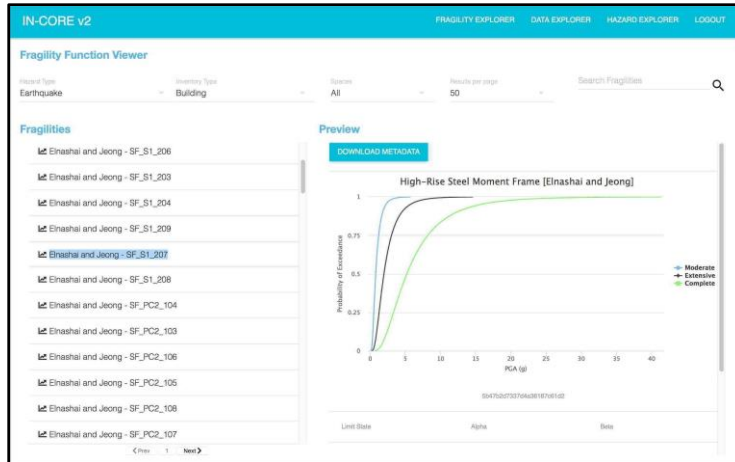 IN-CORE v2
FRAGILITY EXPLORER DATA EXPLORER HAZARD EXPLORER LOGOUT
Fragility Function Viewer
Hazard Type Inventory Type Spaces Results per page
Earthquake Building All 50 Search Fragilities
Fragilities
Elnashai and Jeong - SF_S1_206
Elnashai and Jeong - SF_S1_203
Elnashai and Jeong - SF_S1_204
Elnashai and Jeong - SF_S1_209
Elnashai and Jeong - SF_S1_207
Elnashai and Jeong - SF_S1_208
Elnashai and Jeong - SF_PC2_104
Elnashai and Jeong - SF_PC2_103
Elnashai and Jeong - SF_PC2_106
Elnashai and Jeong - SF_PC2_105
Elnashai and Jeong - SF_PC2_108
Elnashai and Jeong - SF_PC2_107
Prev 1 Next
Preview
DOWNLOAD METADATA
High-Rise Steel Moment Frame [Elnashai and Jeong]
Probability of Exceedance
1
0.75
0.5
0.25
0
0 5 10 15 20 25 30 35 40
PGA (g)
Moderate
Extensive
Complete
Limit State Alpha Beta